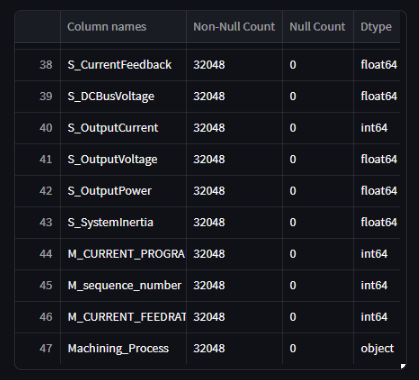 Column names Non-Null Count Null Count Dtype
38 S_CurrentFeedback 32048 0 float64
39 S_DCBusVoltage 32048 0 float64
40 S_OutputCurrent 32048 0 int64
41 S_OutputVoltage 32048 0 float64
42 S_OutputPower 32048 0 float64
43 S_SystemInertia 32048 0 float64
44 M_CURRENT_PROGRA 32048 0 int64
45 M_sequence_number 32048 0 int64
46 M_CURRENT_FEEDRAT 32048 0 int64
47 Machining_Process 32048 0 object